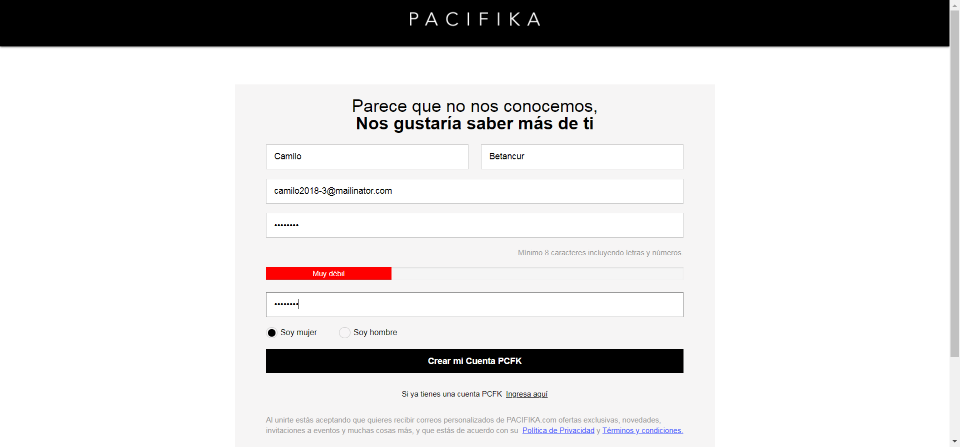 PACIFIKA
Parece que no nos conocemos,
Nos gustaría saber más de ti
Camilo
Betancur
camilo2018-3@mailinator.com
••••••••
Mínimo 8 caracteres incluyendo letras y números
Muy débil
••••••••
Soy mujer Soy hombre
Crear mi Cuenta PCFK
Si ya tienes una cuenta PCFK Ingresa aquí
Al unirte estás aceptando que quieres recibir correos personalizados de PACIFIKA.com ofertas exclusivas, novedades,
invitaciones a eventos y muchas cosas más, y que estás de acuerdo con su Política de Privacidad y Términos y condiciones.